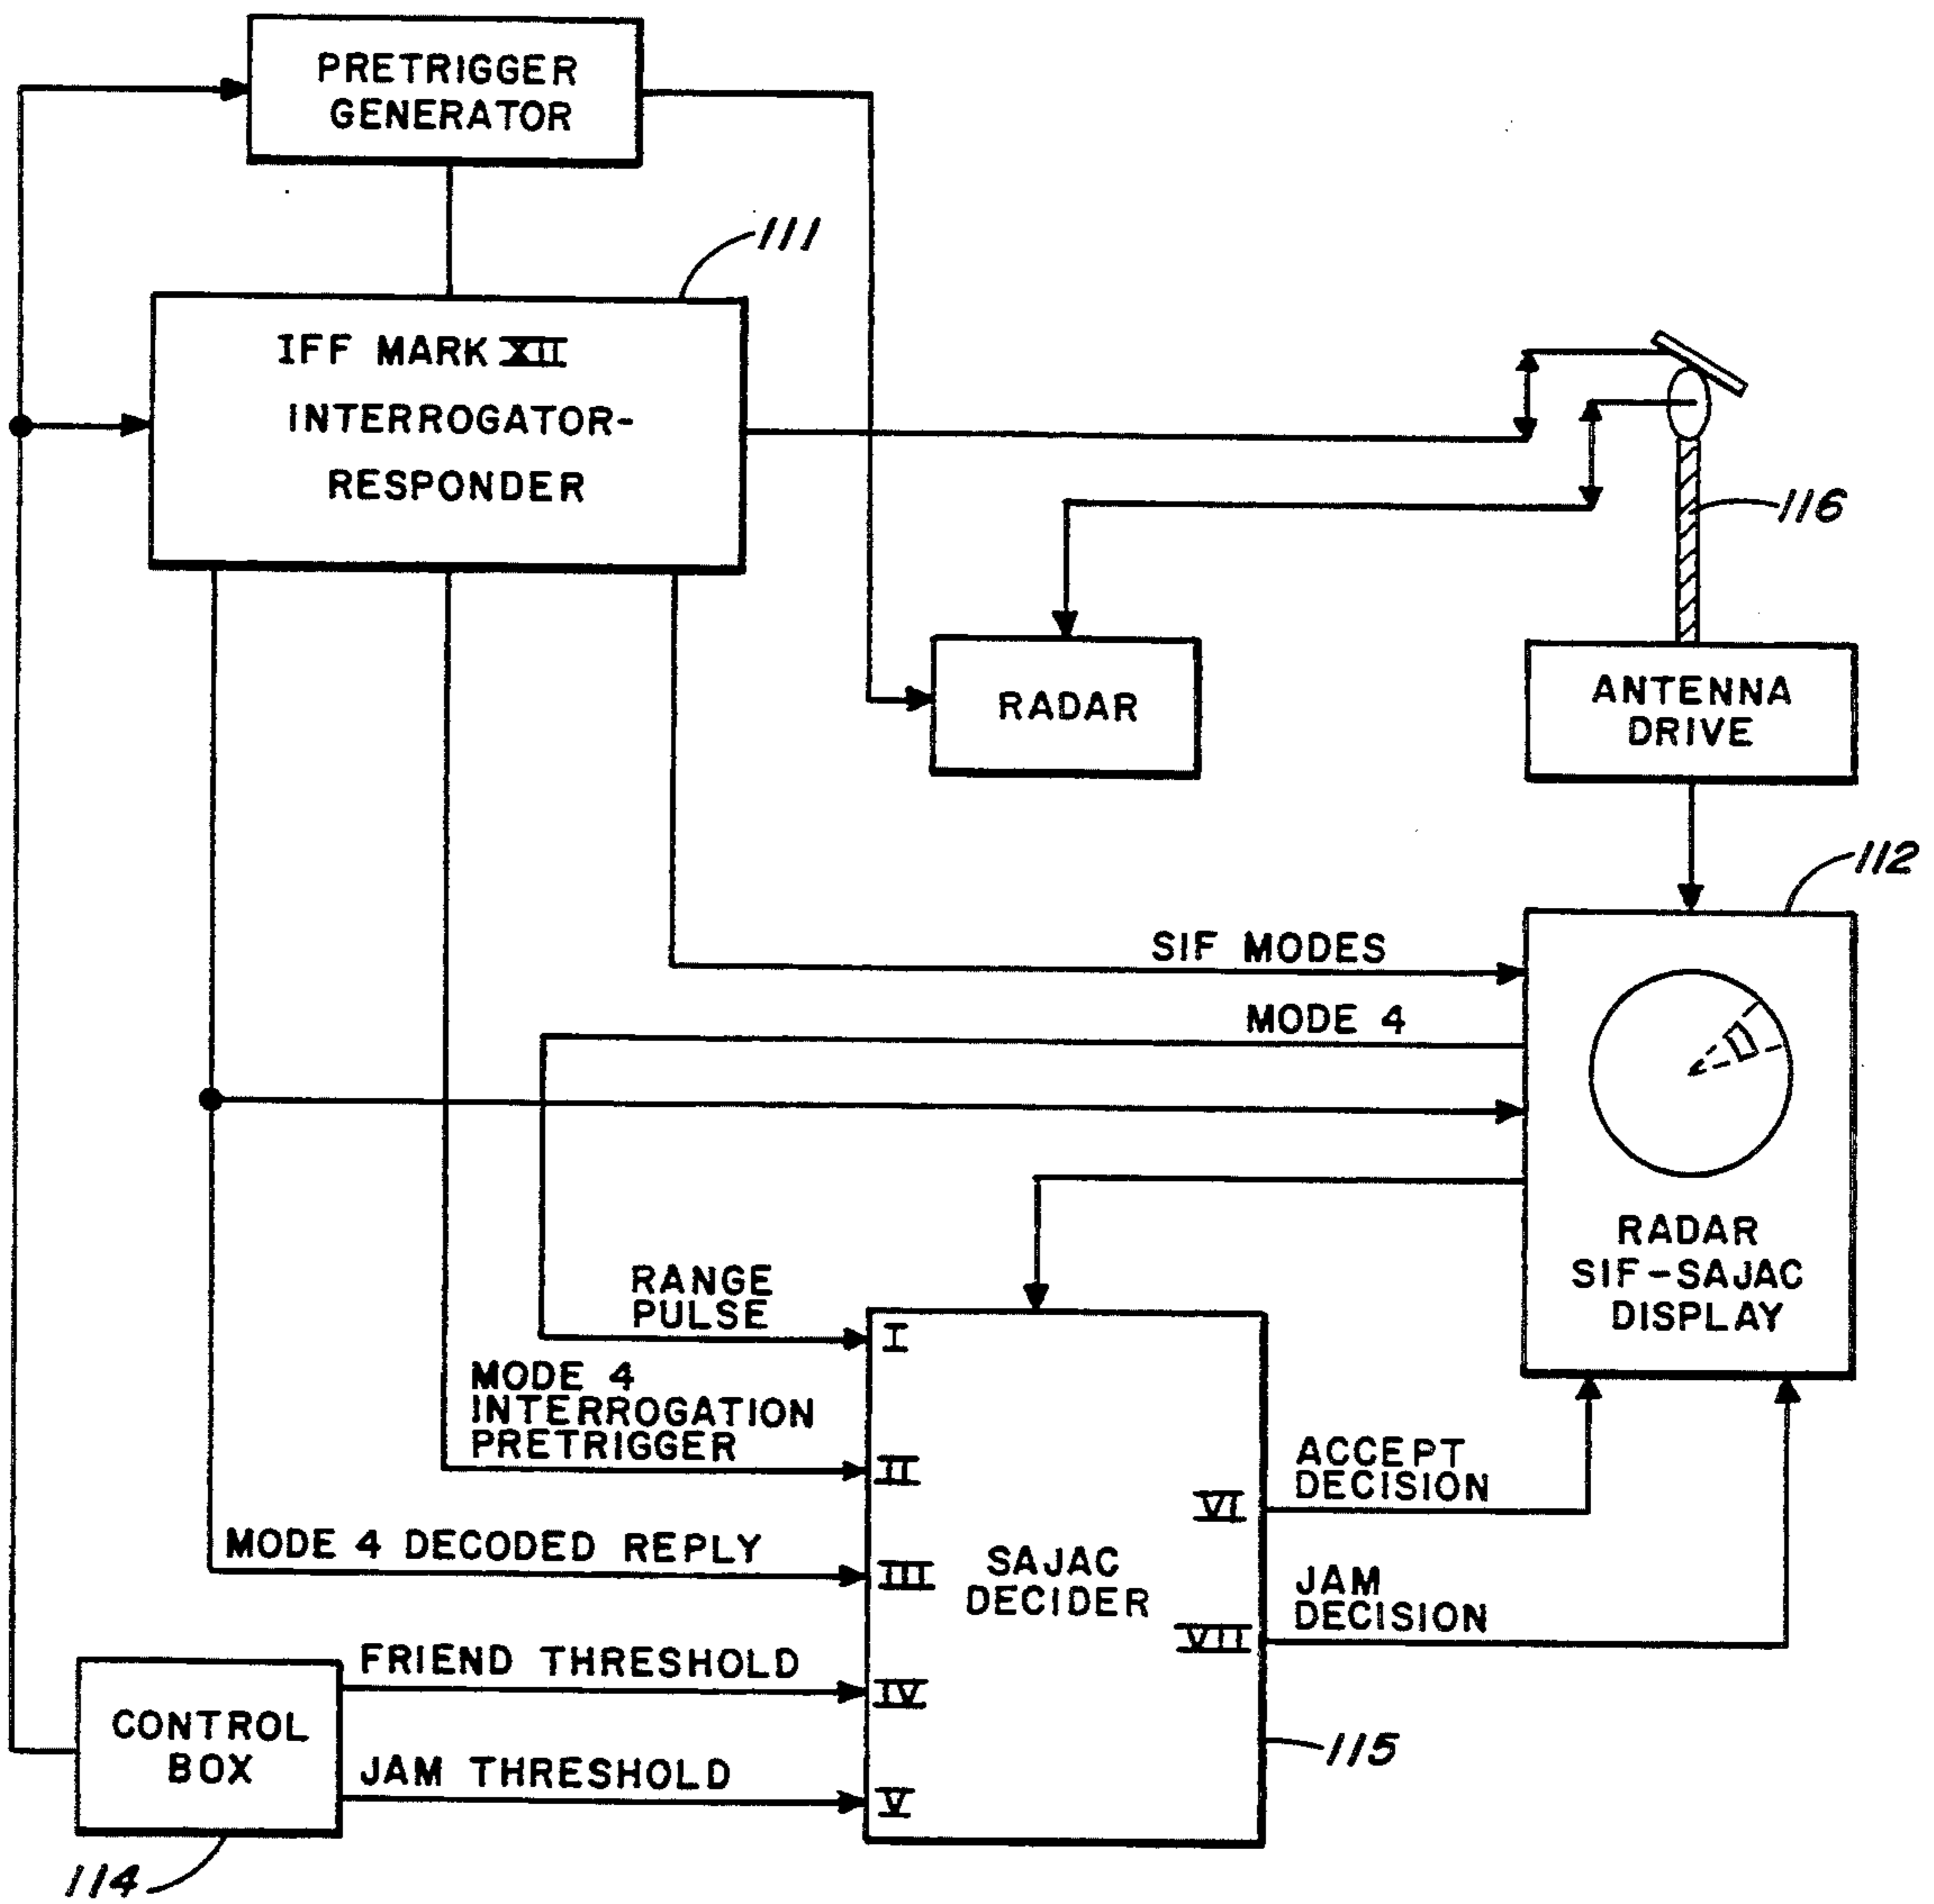 PRETRIGGER
GENERATOR
111
IFF MARK XII
INTERROGATOR-
RESPONDER
116
RADAR
ANTENNA
DRIVE
112
SIF MODES
MODE 4
RADAR
SIF-SAJAC
DISPLAY
RANGE
PULSE
I
MODE 4
INTERROGATION
PRETRIGGER
II
ACCEPT
DECISION
VI
MODE 4 DECODED REPLY
III
SAJAC
DECIDER
JAM
DECISION
VII
FRIEND THRESHOLD
IV
CONTROL
BOX
JAM THRESHOLD
V
115
114